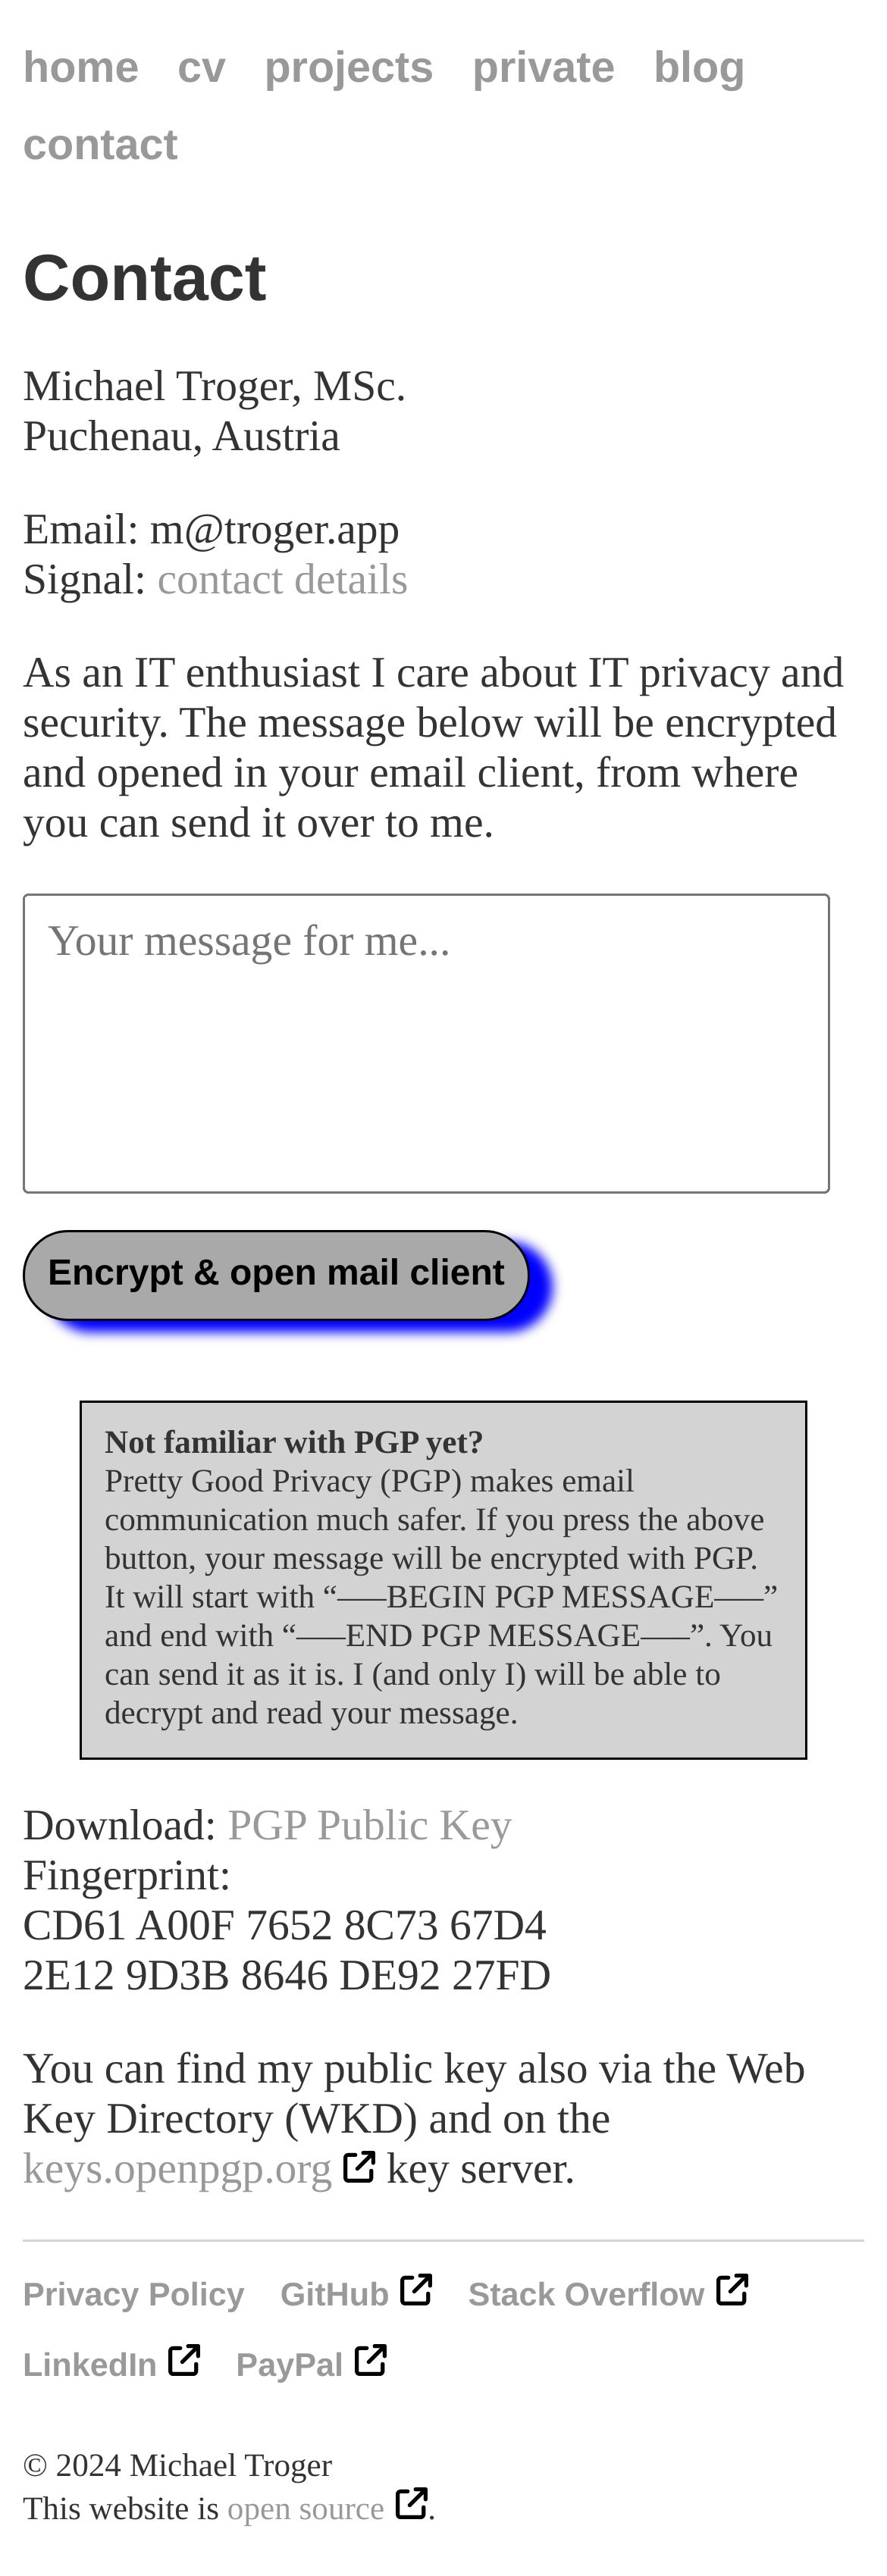 home cv projects private blog
contact
Contact
Michael Troger, MSc.
Puchenau, Austria
Email: m@troger.app
Signal: contact details
As an IT enthusiast I care about IT privacy and
security. The message below will be encrypted
and opened in your email client, from where
you can send it over to me.
Your message for me...
Encrypt & open mail client
Not familiar with PGP yet?
Pretty Good Privacy (PGP) makes email
communication much safer. If you press the above
button, your message will be encrypted with PGP.
It will start with “—–BEGIN PGP MESSAGE—–”
and end with “—–END PGP MESSAGE—–”. You
can send it as it is. I (and only I) will be able to
decrypt and read your message.
Download: PGP Public Key
Fingerprint:
CD61 A00F 7652 8C73 67D4
2E12 9D3B 8646 DE92 27FD
You can find my public key also via the Web
Key Directory (WKD) and on the
keys.openpgp.org key server.
Privacy Policy GitHub Stack Overflow
LinkedIn PayPal
© 2024 Michael Troger
This website is open source .